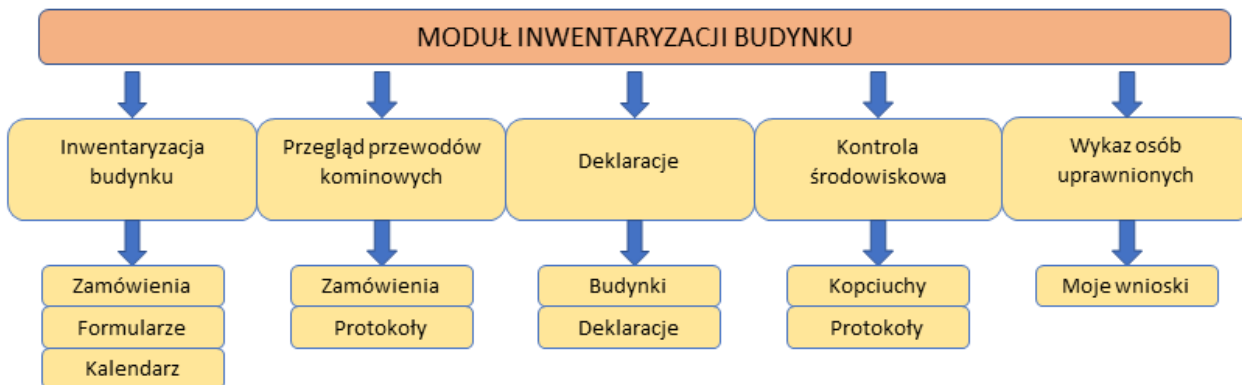 MODUŁ INWENTARYZACJI BUDYNKU
Inwentaryzacja
budynku
Przegląd przewodów
kominowych
Deklaracje
Kontrola
środowiskowa
Wykaz osób
uprawnionych
Zamówienia
Formularze
Kalendarz
Zamówienia
Protokoły
Budynki
Deklaracje
Kopciuchy
Protokoły
Moje wnioski